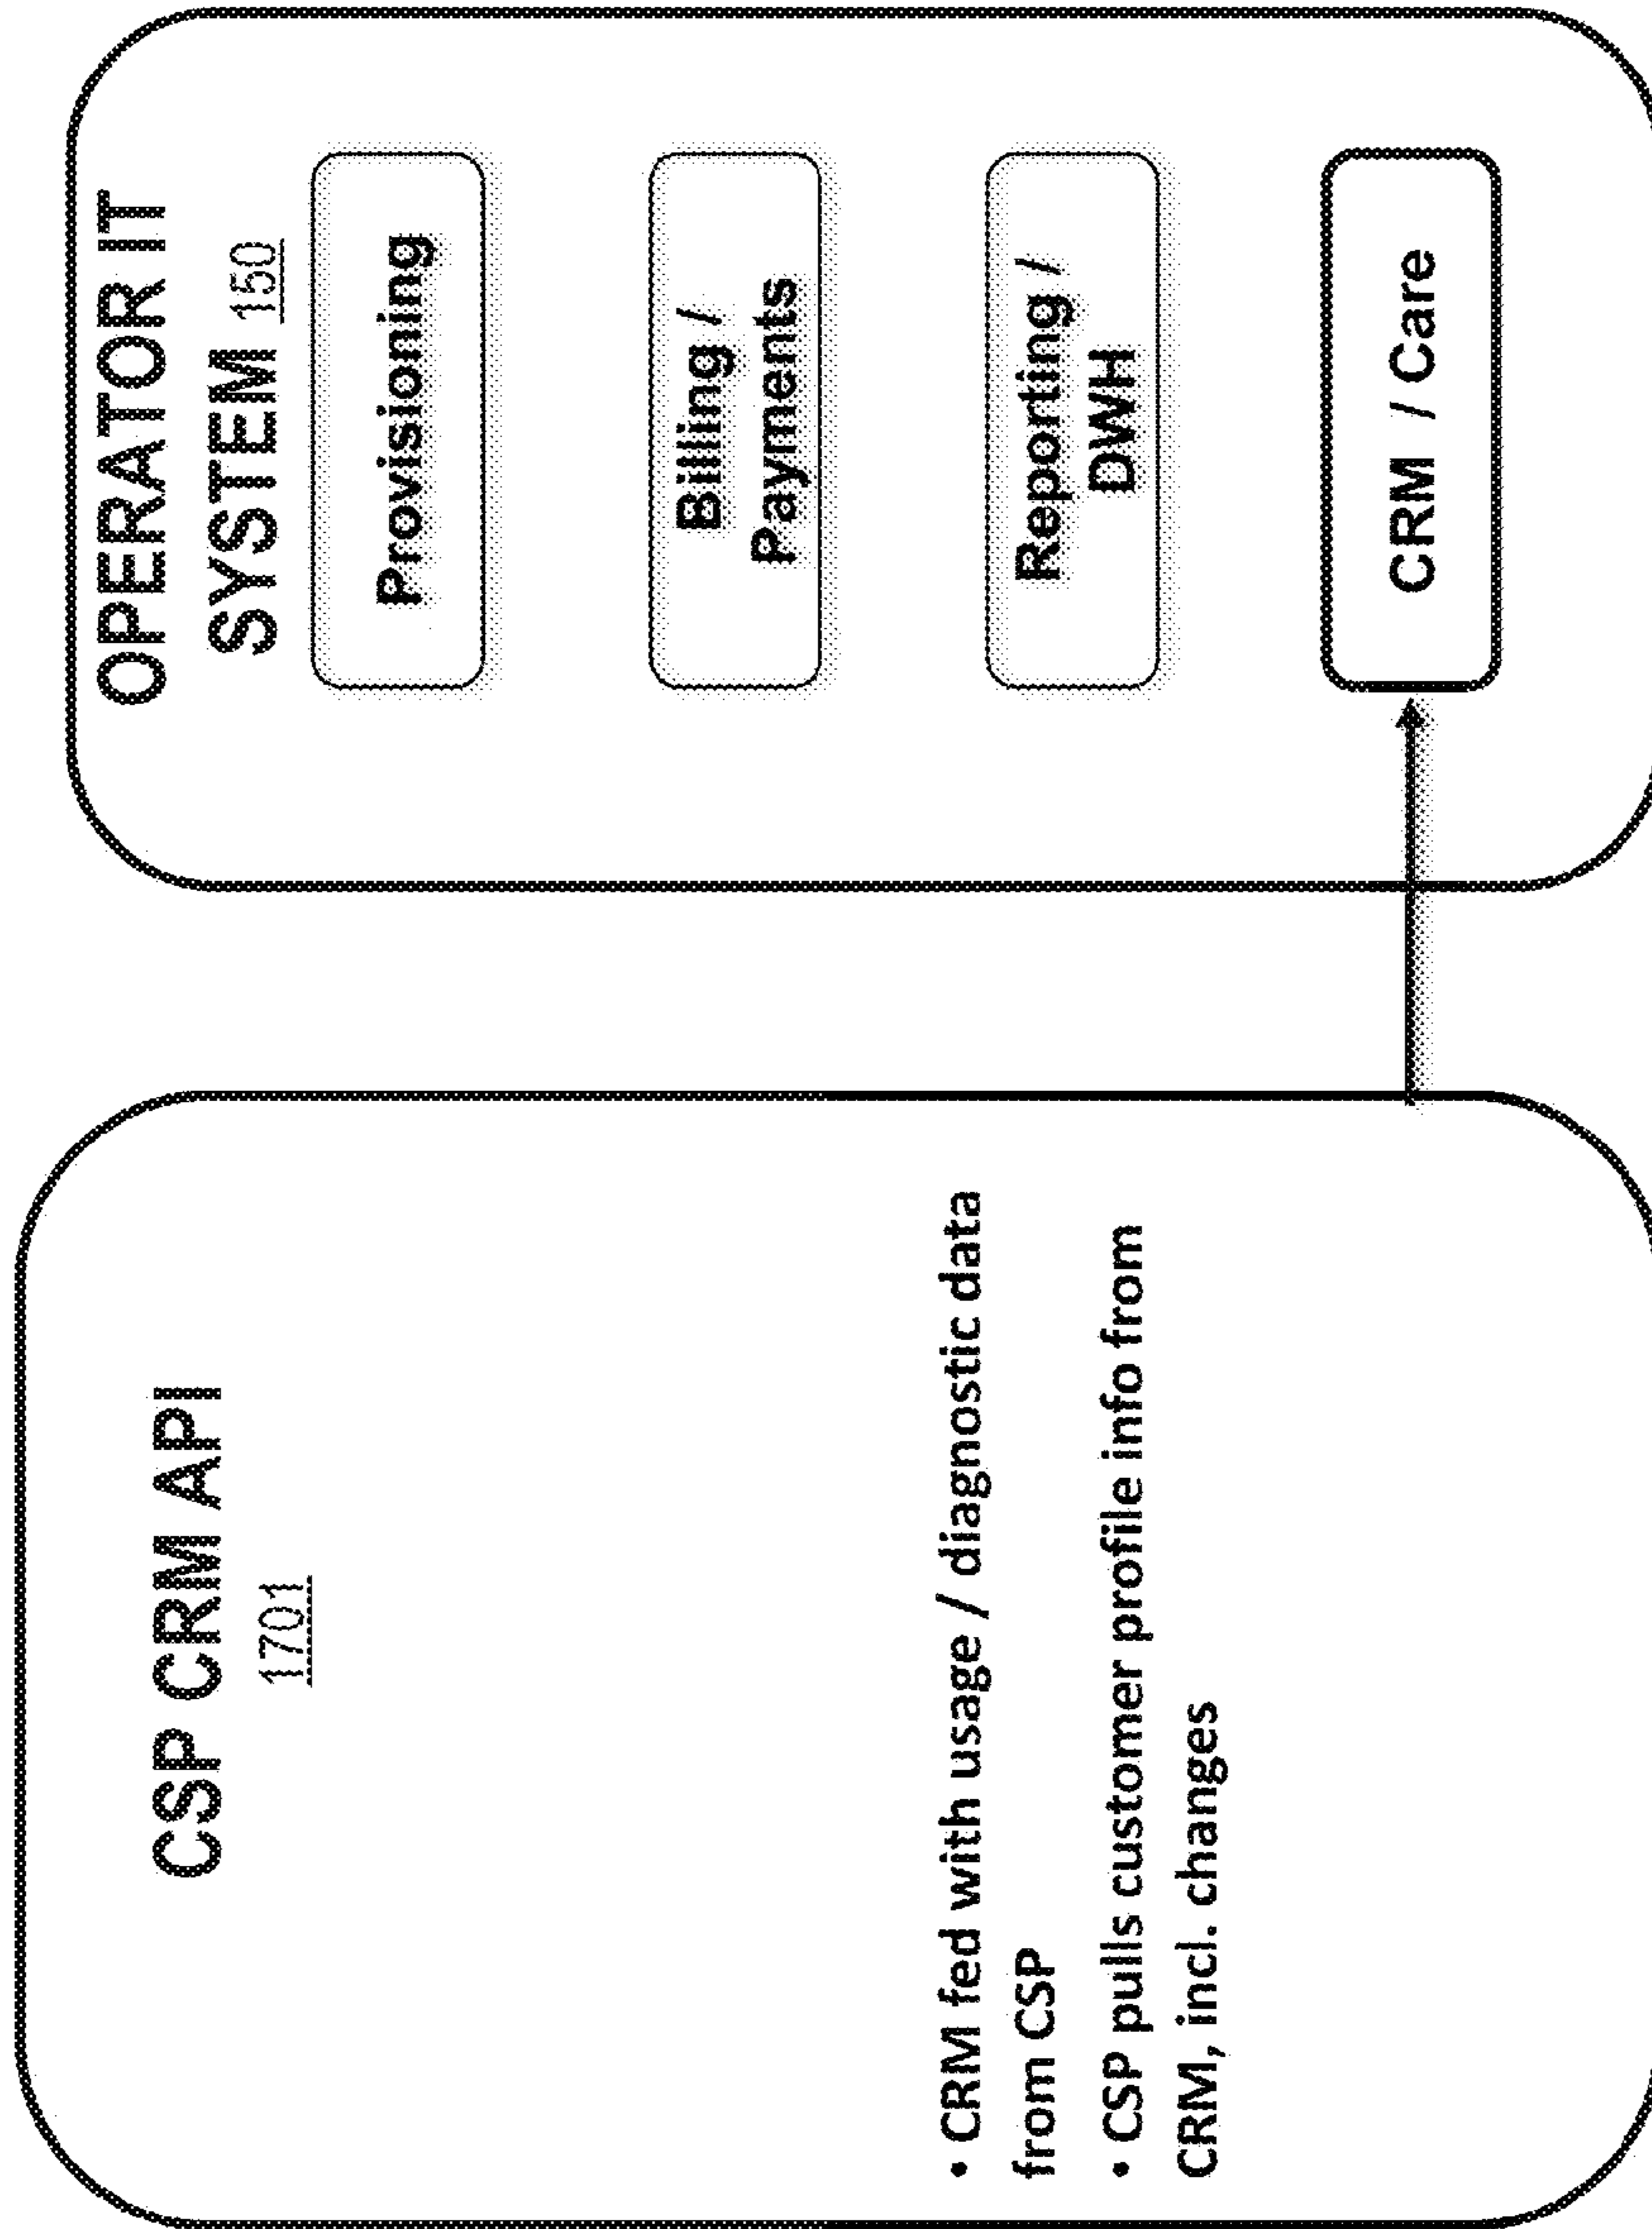 CSP CRM API
1701
• CRM fed with usage / diagnostic data
from CSP
• CSP pulls customer profile info from
CRM, incl. changes
OPERATOR IT
SYSTEM 150
Provisioning
Billing /
Payments
Reporting /
DWH
CRM / Care